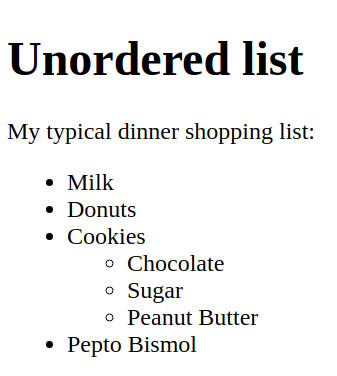 Unordered list
My typical dinner shopping list:
Milk
Donuts
Cookies
Chocolate
Sugar
Peanut Butter
Pepto Bismol